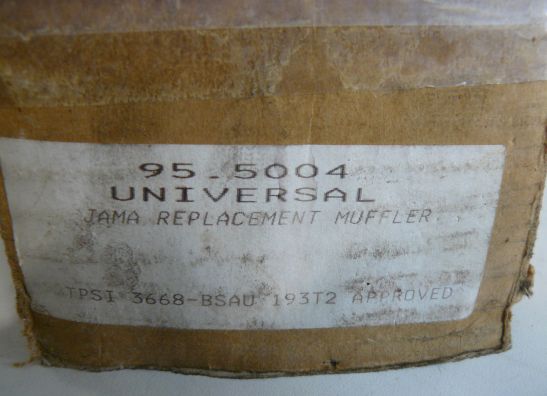 95.5004
UNIVERSAL
JAMA REPLACEMENT MUFFLER
TPSI 3668-BSAU 193T2 APPROVED